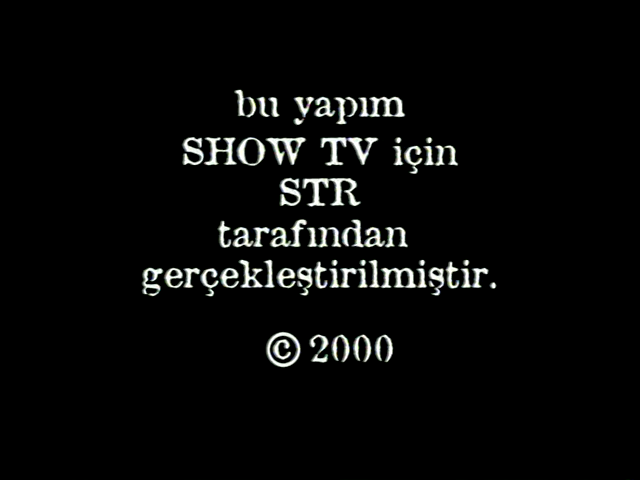 bu yapım
SHOW TV için
STR
tarafından
gerçekleştirilmiştir.
© 2000